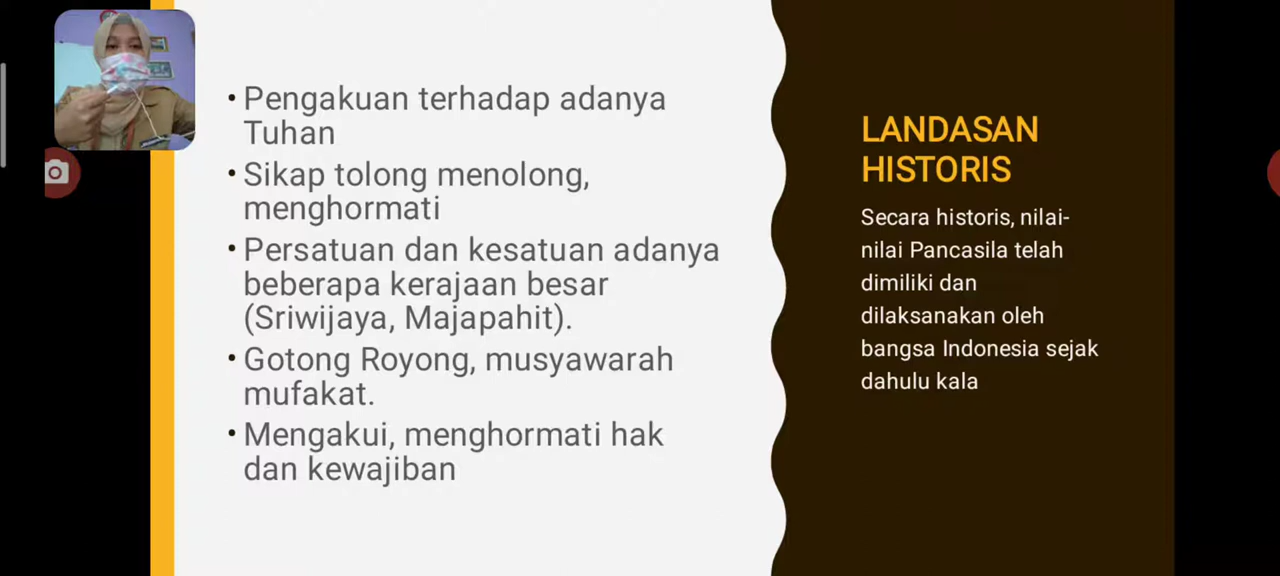 • Pengakuan terhadap adanya
Tuhan
• Sikap tolong menolong,
menghormati
• Persatuan dan kesatuan adanya
beberapa kerajaan besar
(Sriwijaya, Majapahit).
• Gotong Royong, musyawarah
mufakat.
• Mengakui, menghormati hak
dan kewajiban
LANDASAN
HISTORIS
Secara historis, nilai-
nilai Pancasila telah
dimiliki dan
dilaksanakan oleh
bangsa Indonesia sejak
dahulu kala